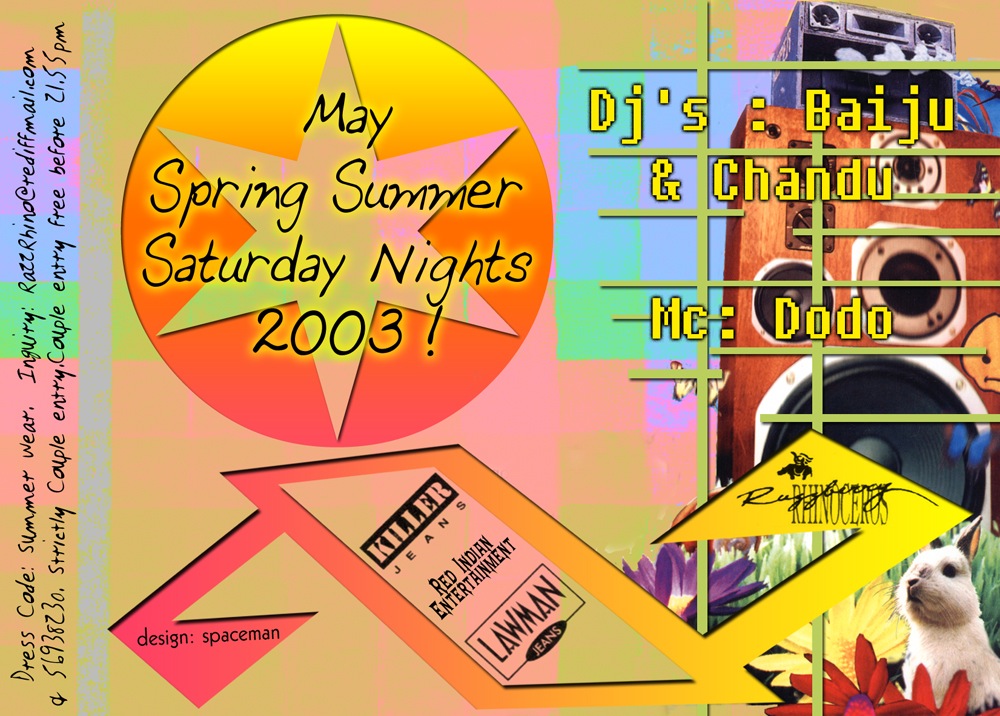 Dress Code: Summer wear. Inquiry: RazzRhino@rediffmail.com
& 56938230. Strictly Couple entry.Couple entry free before 21.55pm
May
Spring Summer
Saturday Nights
2003 !
Dj's : Baiju
& Chandu
Mc: Dodo
KILLER
JEANS
RED INDIAN
ENTERTAINMENT
LAWMAN
JEANS
Razzberry
RHINOCEROS
design: spaceman